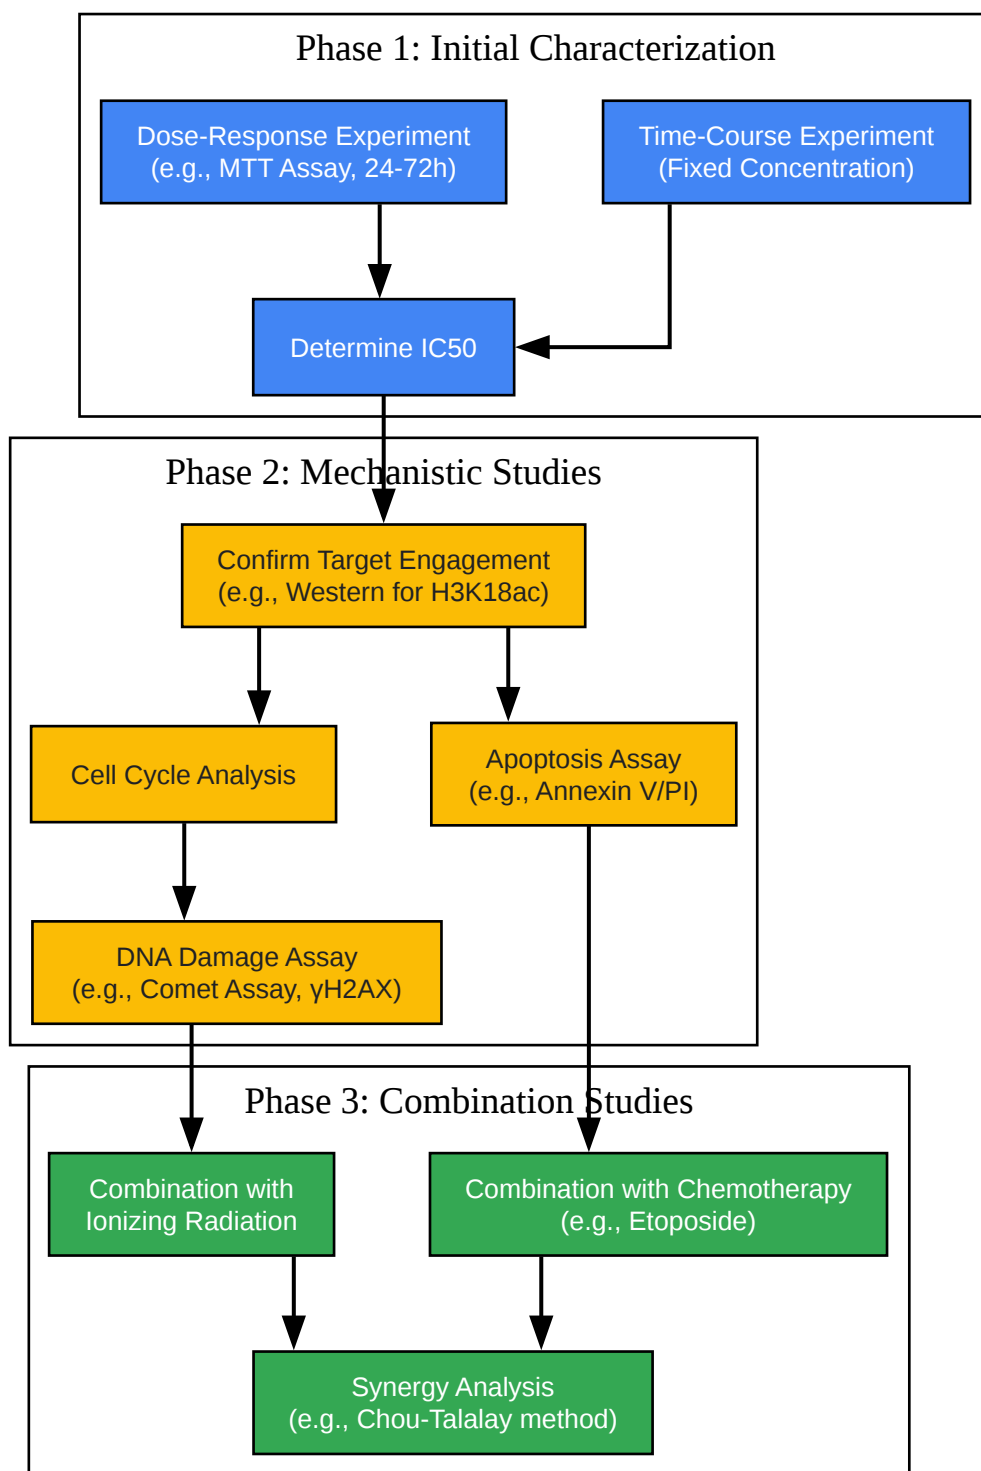 Phase 1: Initial Characterization
Dose-Response Experiment
(e.g., MTT Assay, 24-72h)
Time-Course Experiment
(Fixed Concentration)
Determine IC50
Phase 2: Mechanistic Studies
Confirm Target Engagement
(e.g., Western for H3K18ac)
Cell Cycle Analysis
Apoptosis Assay
(e.g., Annexin V/PI)
DNA Damage Assay
(e.g., Comet Assay, γH2AX)
Phase 3: Combination Studies
Combination with
Ionizing Radiation
Combination with Chemotherapy
(e.g., Etoposide)
Synergy Analysis
(e.g., Chou-Talalay method)